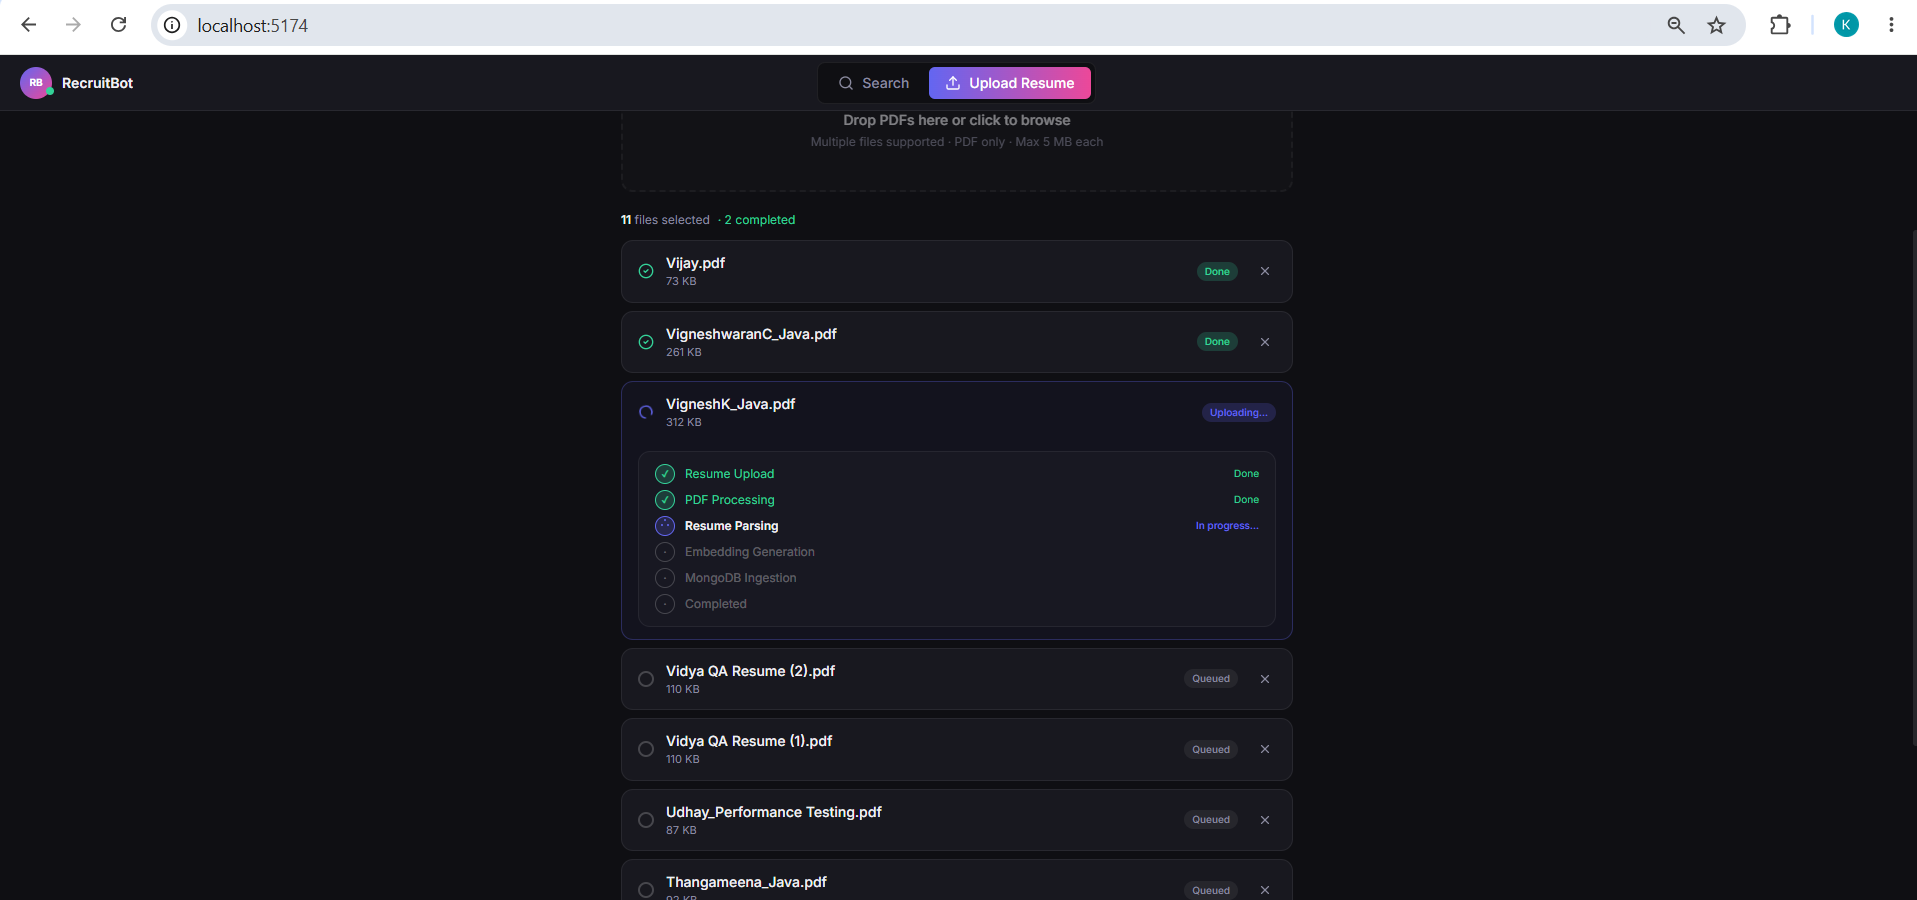 localhost:5174
K
RB
RecruitBot
Search
Upload Resume
Drop PDFs here or click to browse
Multiple files supported · PDF only · Max 5 MB each
11 files selected · 2 completed
Vijay.pdf
73 KB
Done
VigneshwaranC_Java.pdf
261 KB
Done
VigneshK_Java.pdf
312 KB
Uploading...
Resume Upload
Done
PDF Processing
Done
Resume Parsing
In progress...
Embedding Generation
MongoDB Ingestion
Completed
Vidya QA Resume (2).pdf
110 KB
Queued
Vidya QA Resume (1).pdf
110 KB
Queued
Udhay_Performance Testing.pdf
87 KB
Queued
Thangameena_Java.pdf
Queued